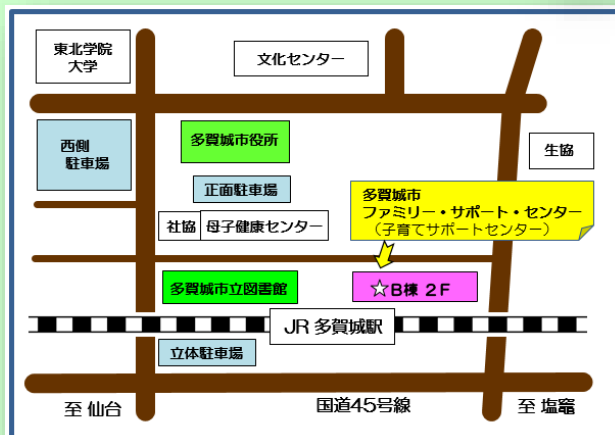 東北学院
大学
文化センター
西側
駐車場
多賀城市役所
生協
正面駐車場
多賀城市
ファミリー・サポート・センター
（子育てサポートセンター）
社協
母子健康センター
多賀城市立図書館
☆B棟 2F
JR 多賀城駅
立体駐車場
至 仙台
国道45号線
至 塩竈